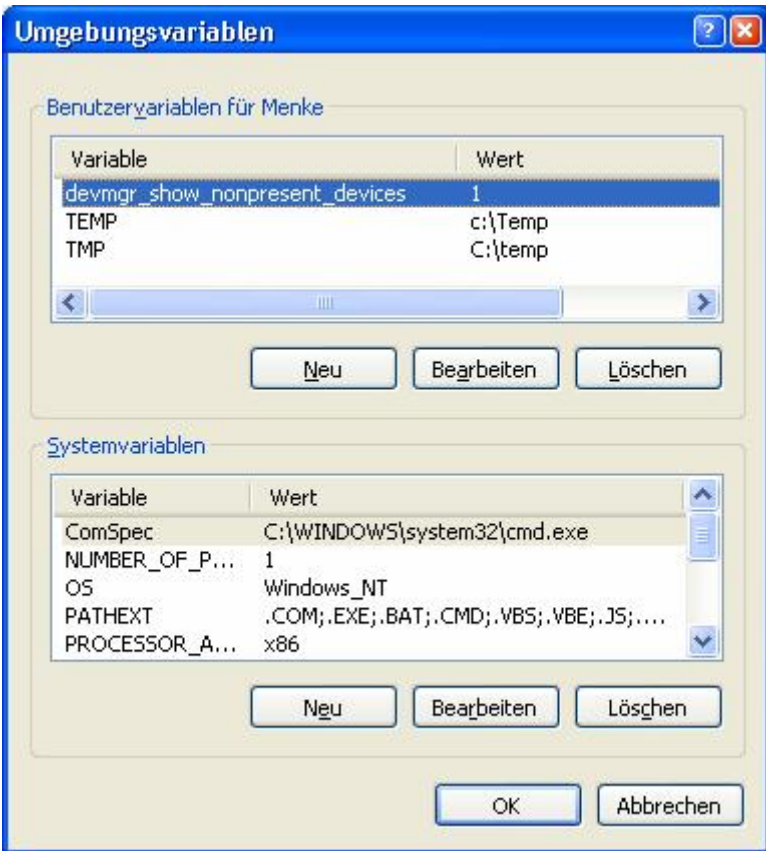 Umgebungsvariablen
Benutzervariablen für Menke
Variable Wert
devmgr_show_nonpresent_devices 1
TEMP c:\Temp
TMP C:\temp
Neu Bearbeiten Löschen
Systemvariablen
Variable Wert
ComSpec C:\WINDOWS\system32\cmd.exe
NUMBER_OF_P... 1
OS Windows_NT
PATHEXT .COM;.EXE;.BAT;.CMD;.VBS;.VBE;.JS;....
PROCESSOR_A... x86
Neu Bearbeiten Löschen
OK Abbrechen